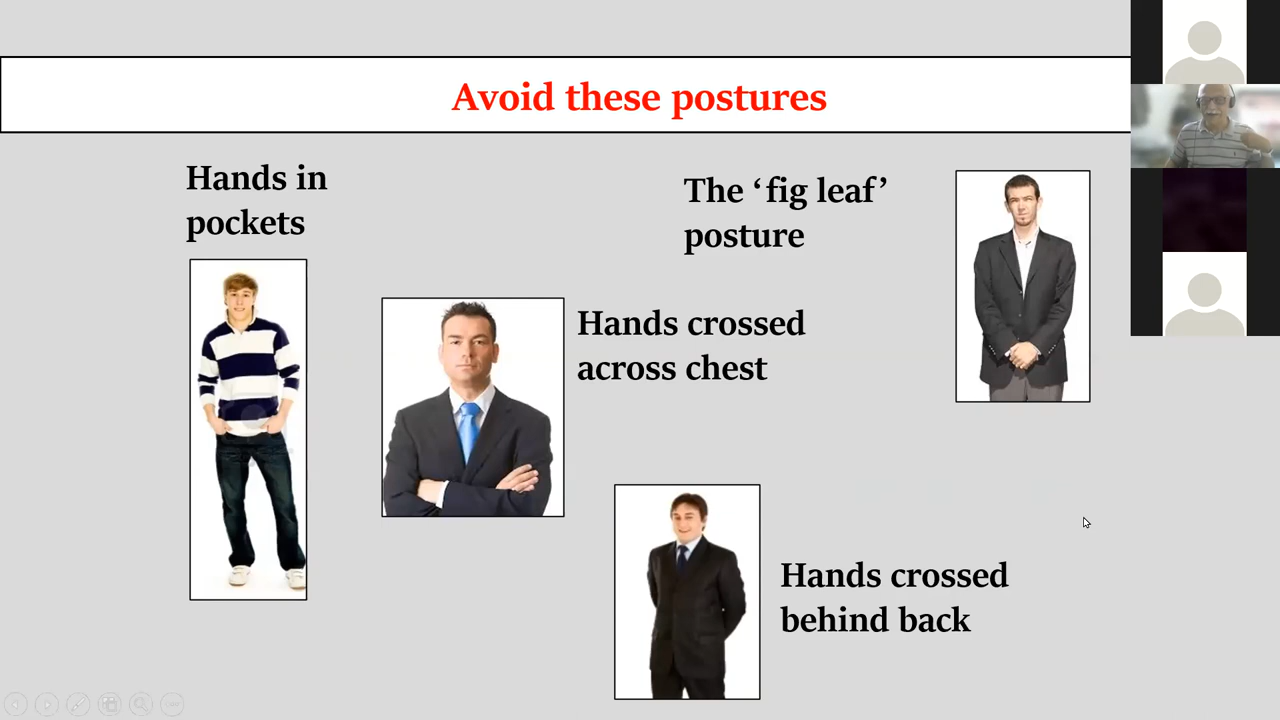 Avoid these postures
Hands in
pockets
The ‘fig leaf’
posture
Hands crossed
across chest
Hands crossed
behind back